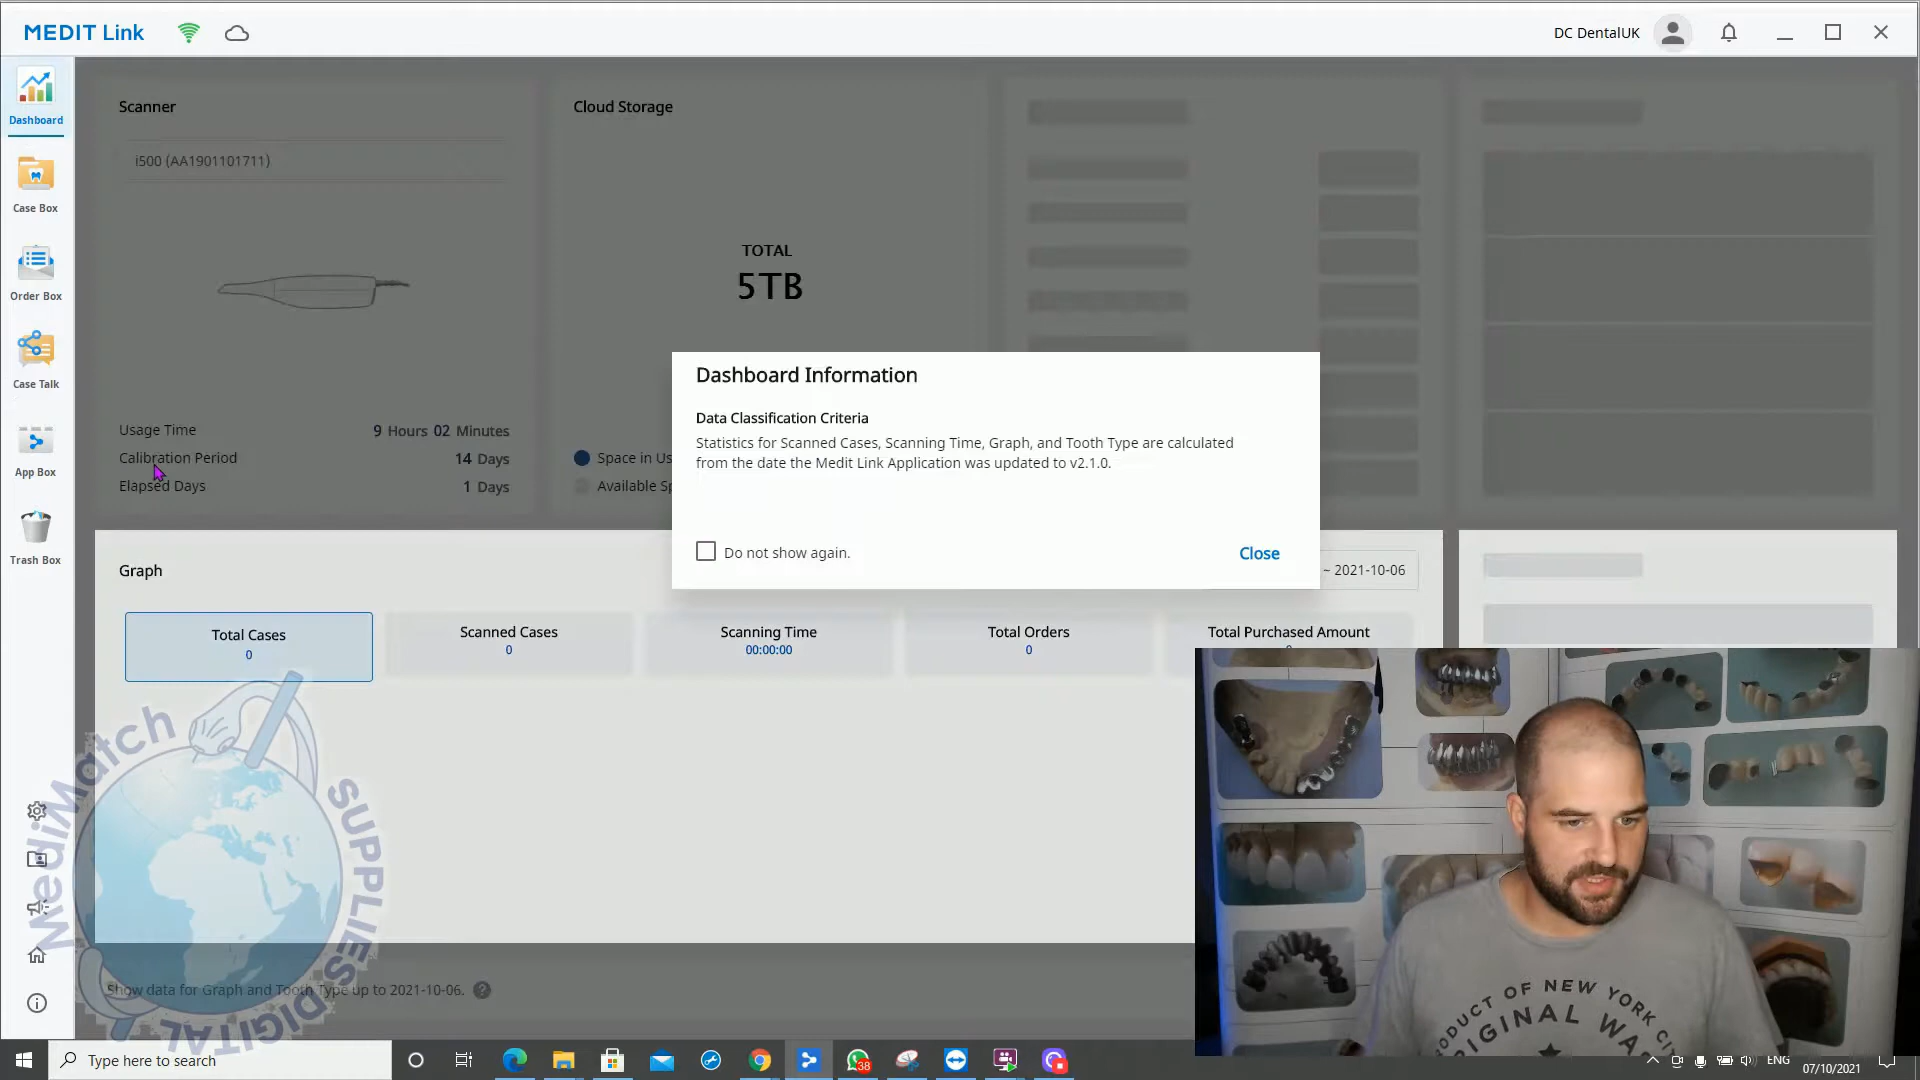 MEDIT Link
DC DentalUK
Dashboard
Case Box
Order Box
Case Talk
App Box
Trash Box
Scanner
i500 (AA1901101711)
Usage Time 9 Hours 02 Minutes
Calibration Period 14 Days
Elapsed Days 1 Days
Cloud Storage
TOTAL
5TB
Space in Us
Available Sp
Dashboard Information
Data Classification Criteria
Statistics for Scanned Cases, Scanning Time, Graph, and Tooth Type are calculated
from the date the Medit Link Application was updated to v2.1.0.
Do not show again.
Close
Graph
~ 2021-10-06
Total Cases
0
Scanned Cases
0
Scanning Time
00:00:00
Total Orders
0
Total Purchased Amount
Show data for Graph and Tooth Type up to 2021-10-06.
MediMatch
DIGITAL
SUPPLIES
PRODUCT OF NEW YORK CI
ORIGINAL WA
Type here to search
38
ENG
07/10/2021